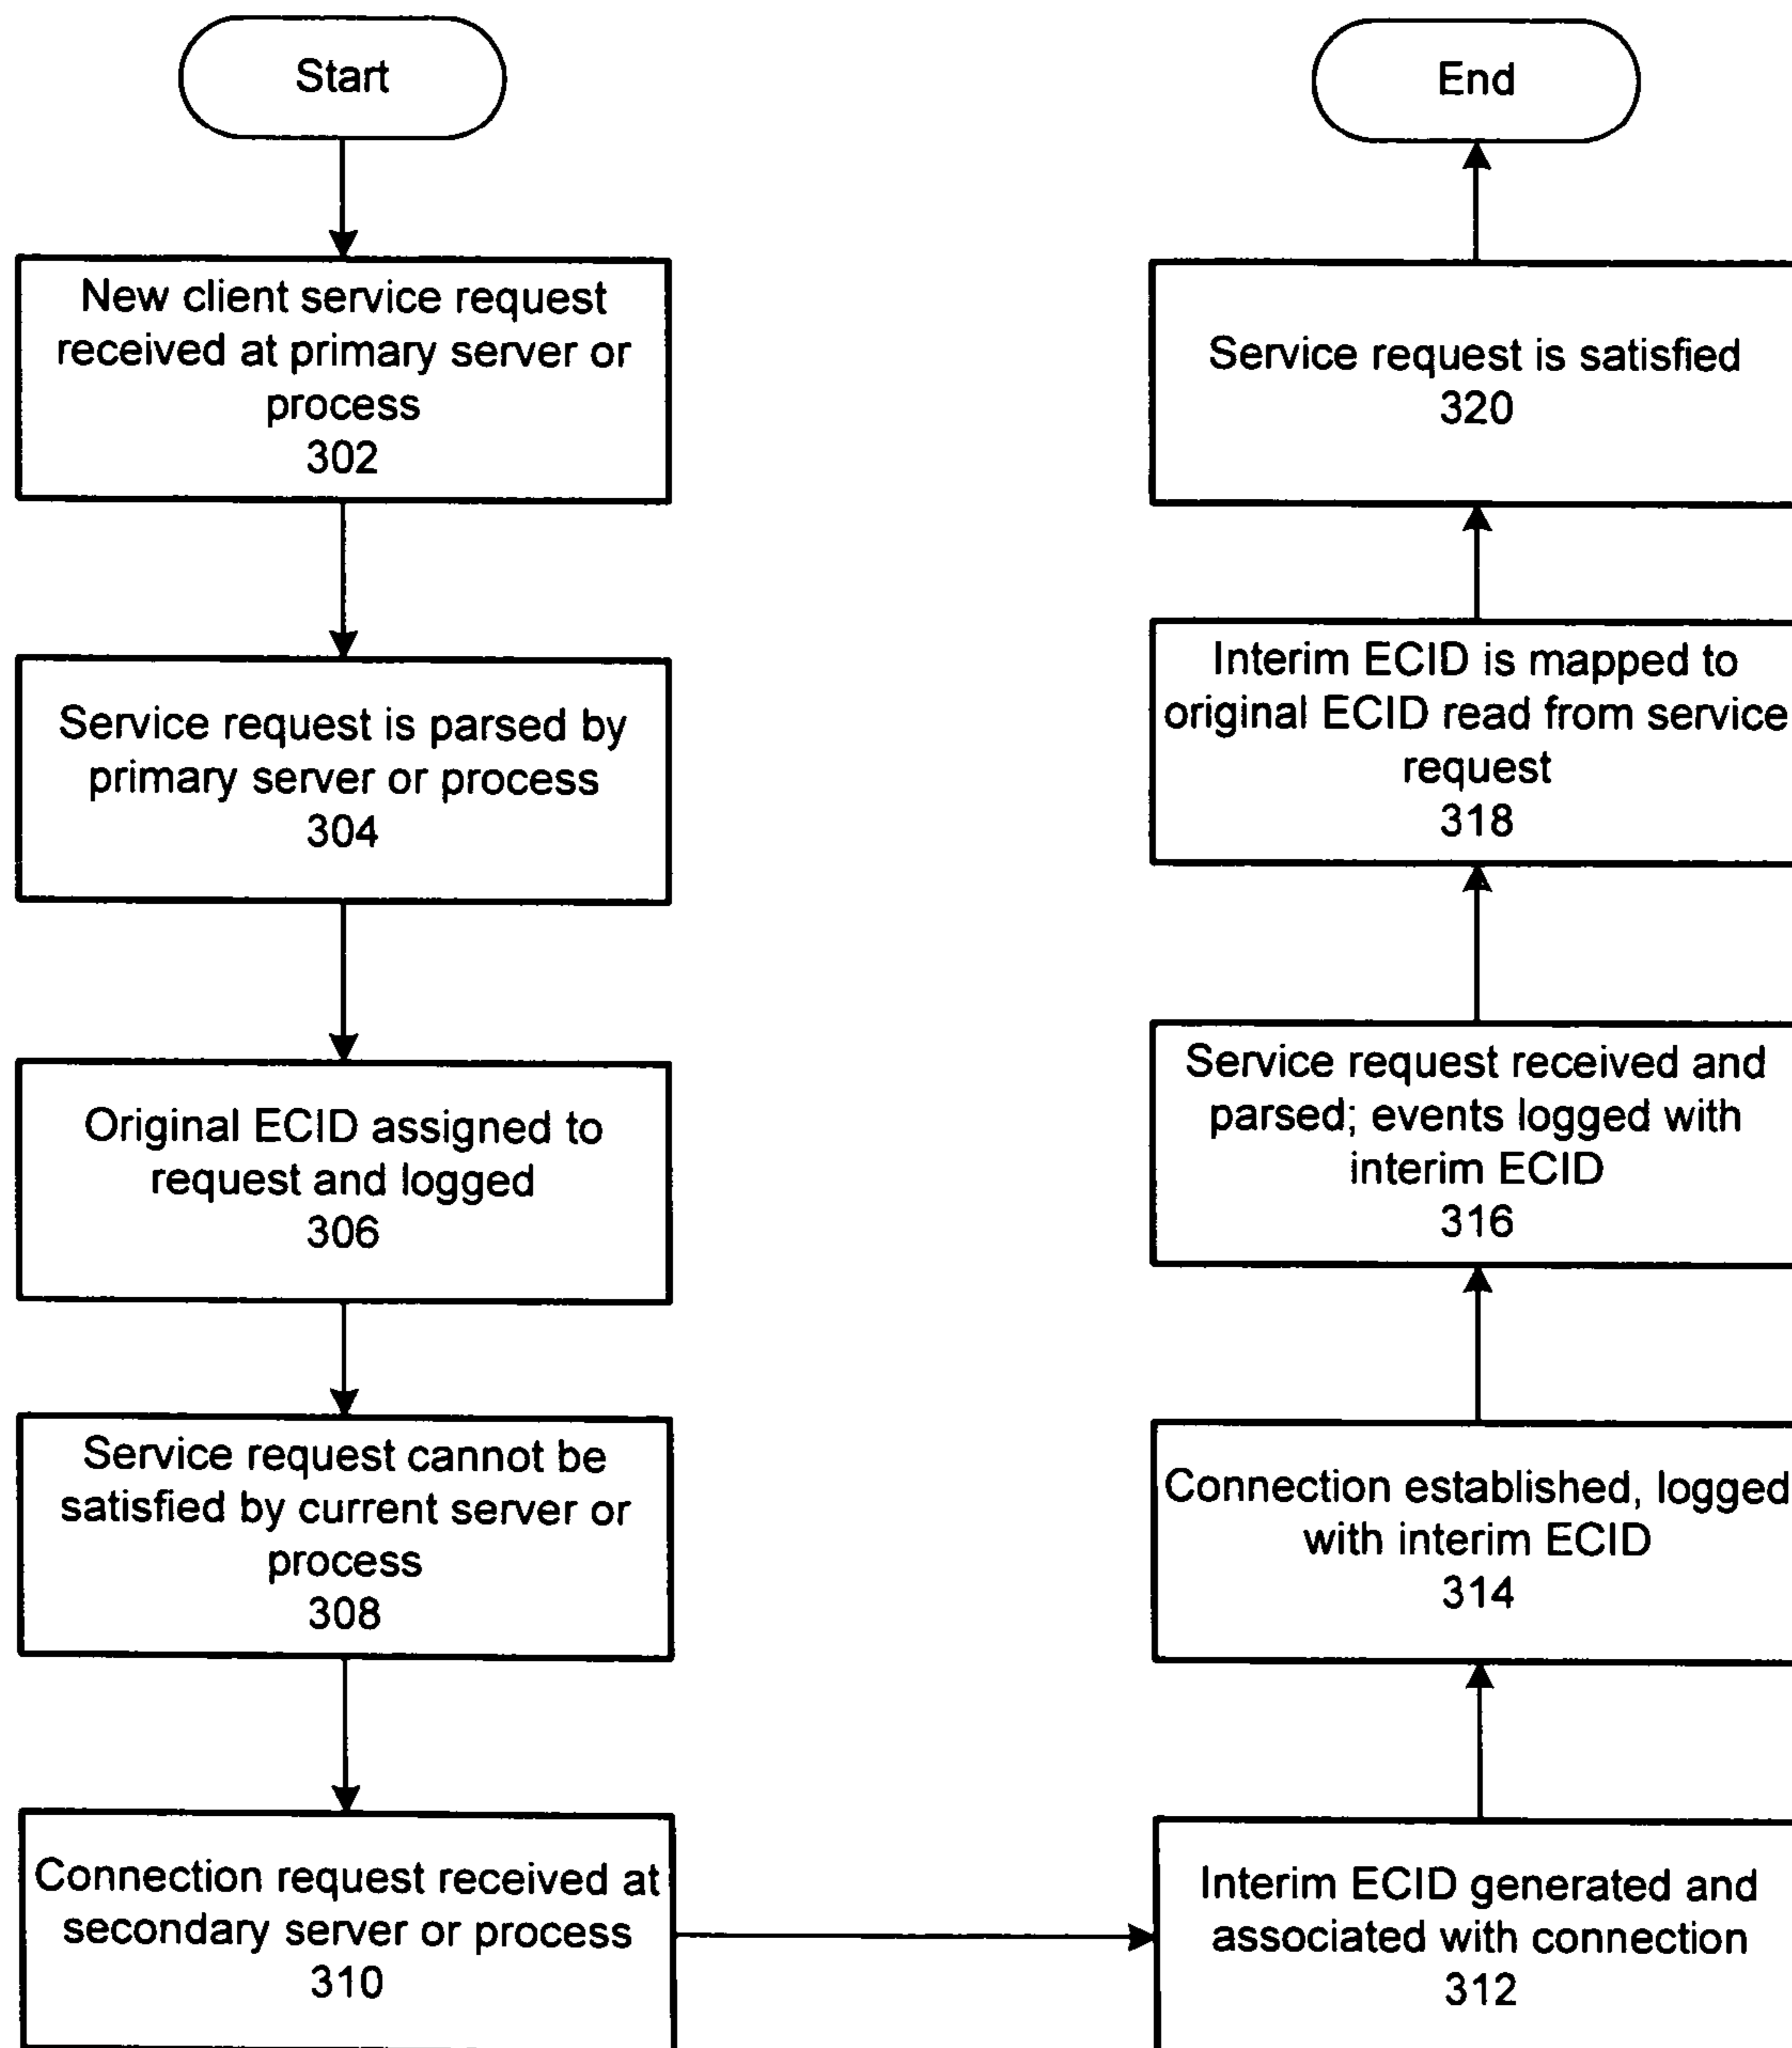 Start
New client service request
received at primary server or
process
302
Service request is parsed by
primary server or process
304
Original ECID assigned to
request and logged
306
Service request cannot be
satisfied by current server or
process
308
Connection request received at
secondary server or process
310
Interim ECID generated and
associated with connection
312
Connection established, logged
with interim ECID
314
Service request received and
parsed; events logged with
interim ECID
316
Interim ECID is mapped to
original ECID read from service
request
318
Service request is satisfied
320
End